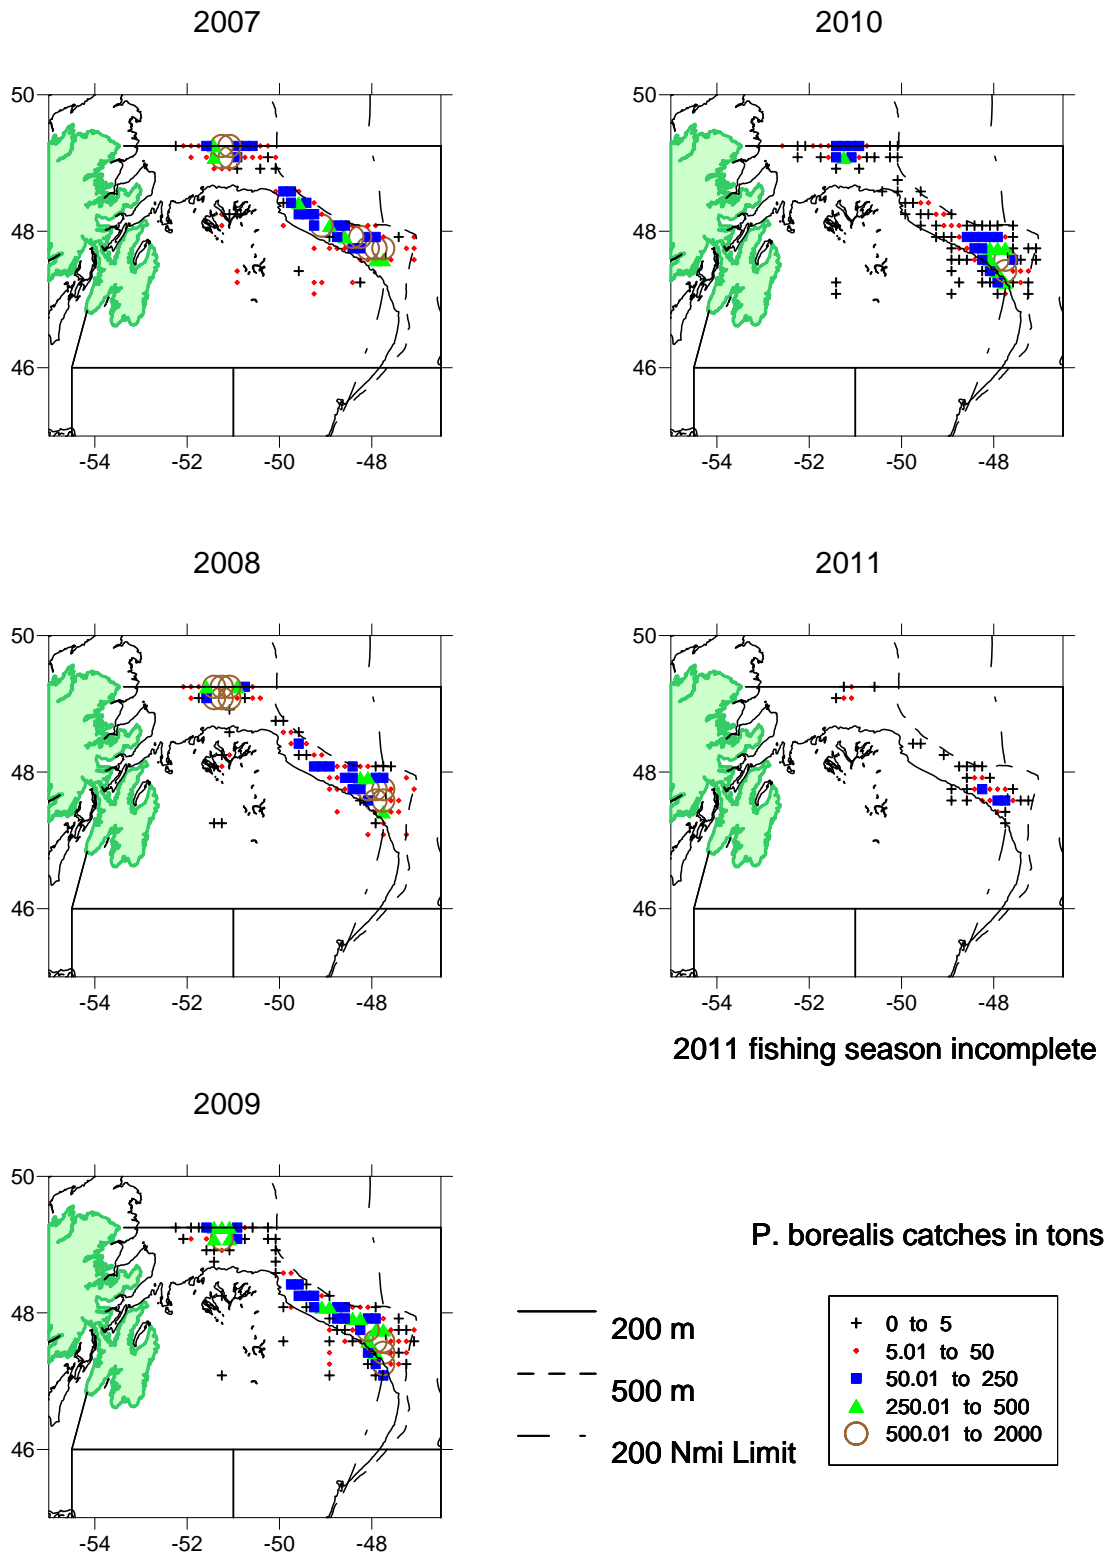 2007
50
48
46
-54 -52 -50 -48
2010
50
48
46
-54 -52 -50 -48
2008
50
48
46
-54 -52 -50 -48
2011
50
48
46
-54 -52 -50 -48
2011 fishing season incomplete
2009
50
48
46
-54 -52 -50 -48
P. borealis catches in tons
200 m
500 m
200 Nmi Limit
0 to 5
5.01 to 50
50.01 to 250
250.01 to 500
500.01 to 2000